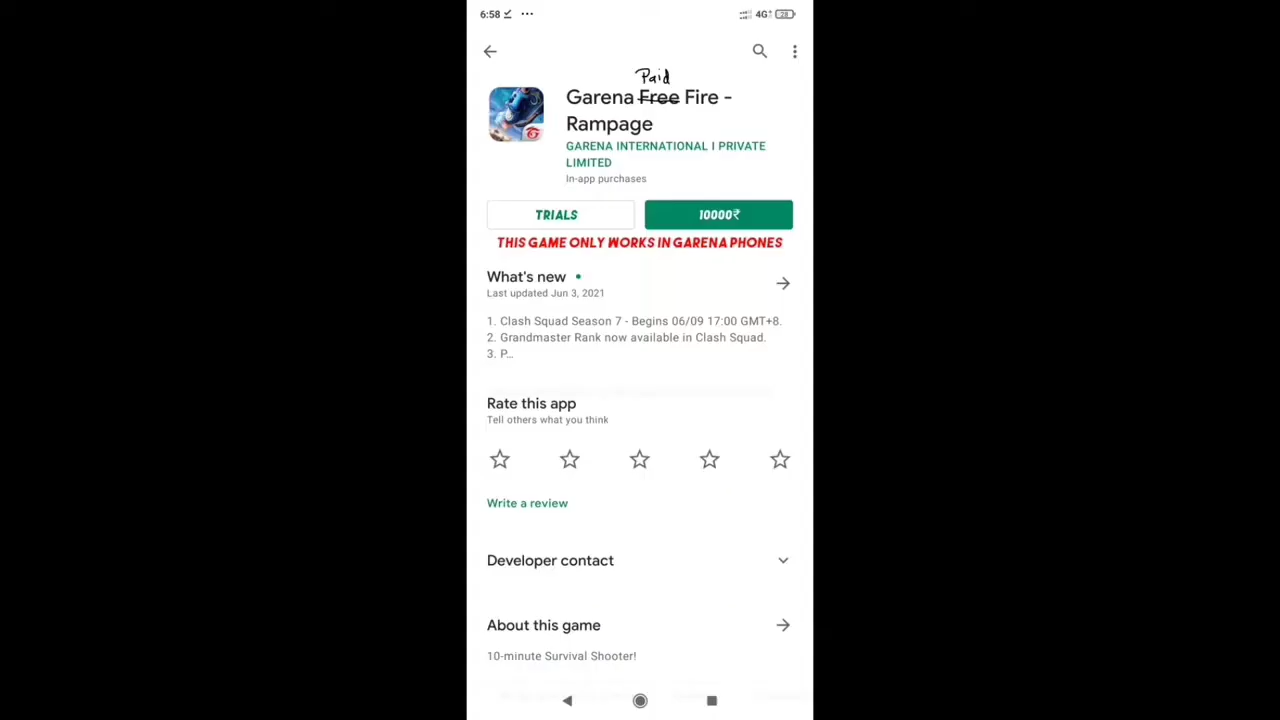 6:58
4G+ 28
Paid
Garena Free Fire -
Rampage
GARENA INTERNATIONAL I PRIVATE
LIMITED
In-app purchases
TRIALS
10000₹
THIS GAME ONLY WORKS IN GARENA PHONES
What's new
Last updated Jun 3, 2021
1. Clash Squad Season 7 - Begins 06/09 17:00 GMT+8.
2. Grandmaster Rank now available in Clash Squad.
3. P...
Rate this app
Tell others what you think
Write a review
Developer contact
About this game
10-minute Survival Shooter!